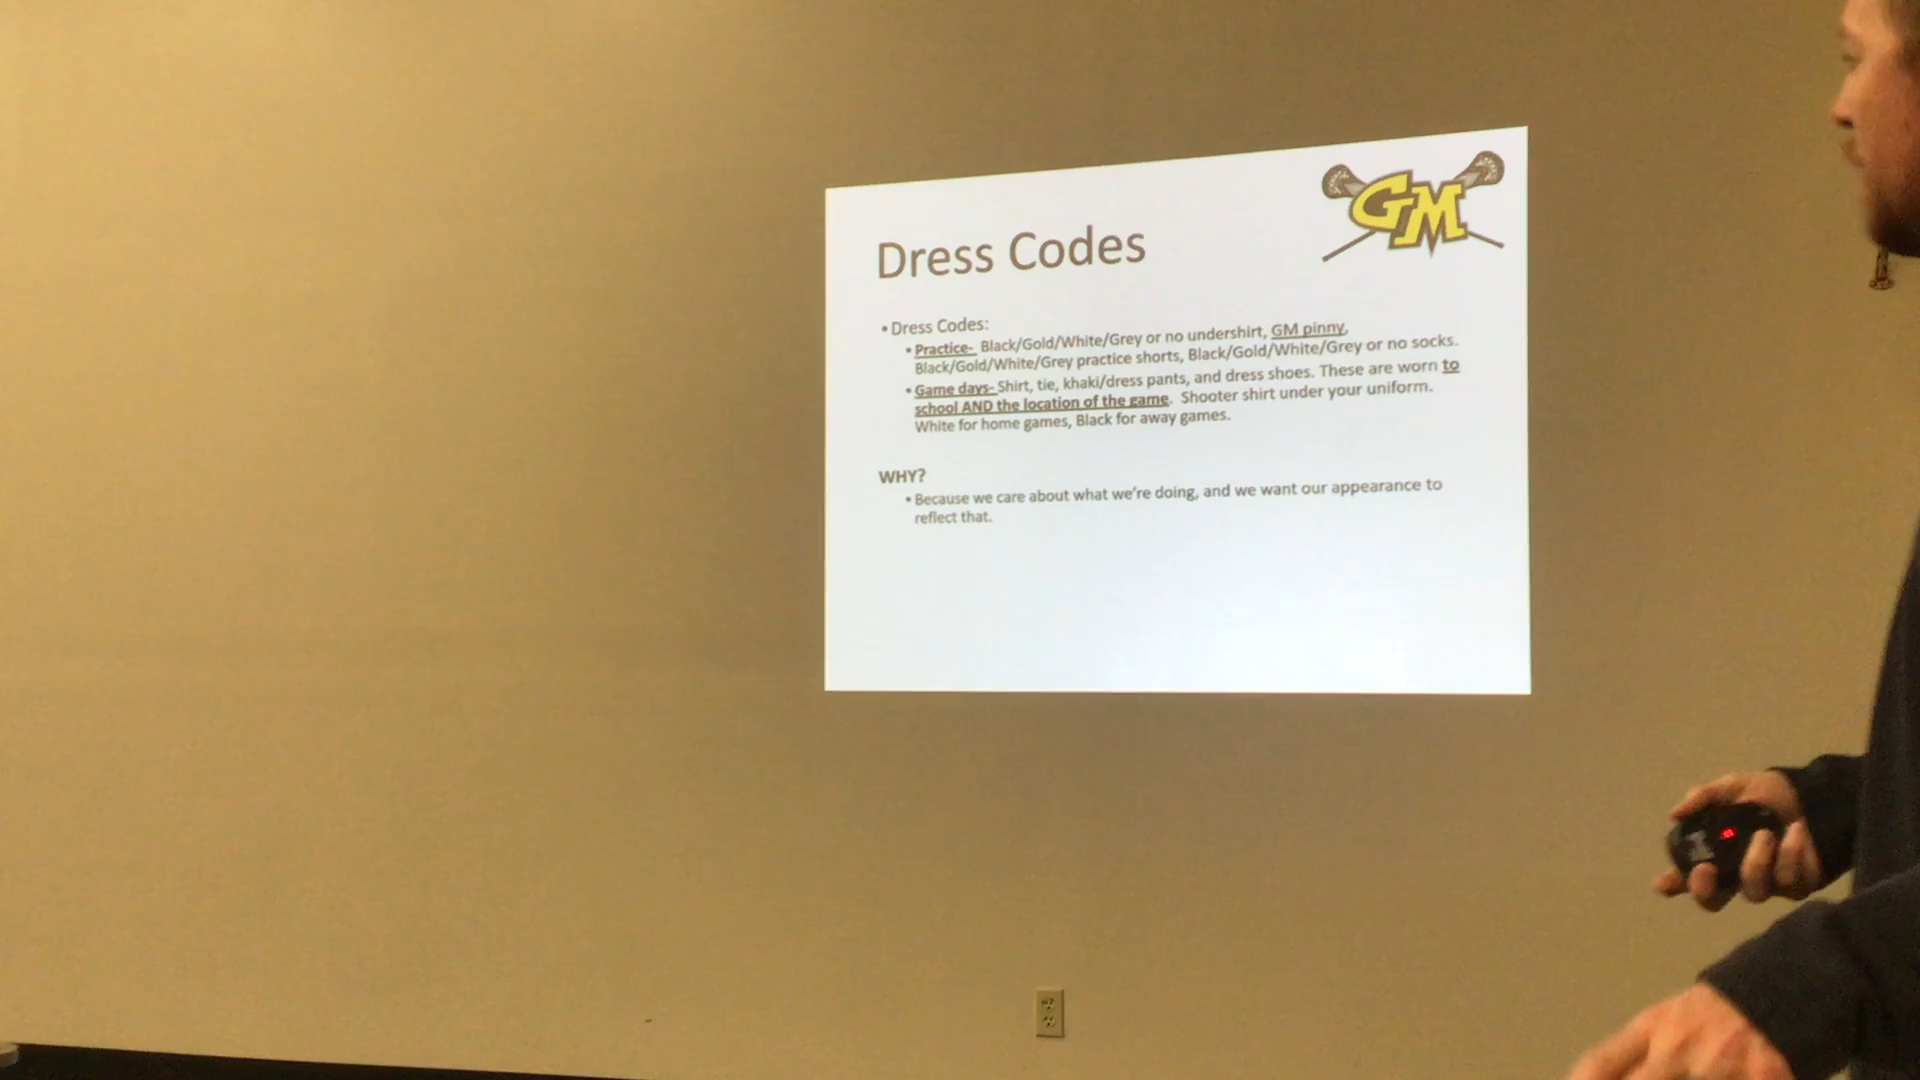 GM
Dress Codes
• Dress Codes:
• Practice- Black/Gold/White/Grey or no undershirt, GM pinny,
Black/Gold/White/Grey practice shorts, Black/Gold/White/Grey or no socks.
• Game days- Shirt, tie, khaki/dress pants, and dress shoes. These are worn to
school AND the location of the game. Shooter shirt under your uniform.
White for home games, Black for away games.
WHY?
• Because we care about what we're doing, and we want our appearance to
reflect that.